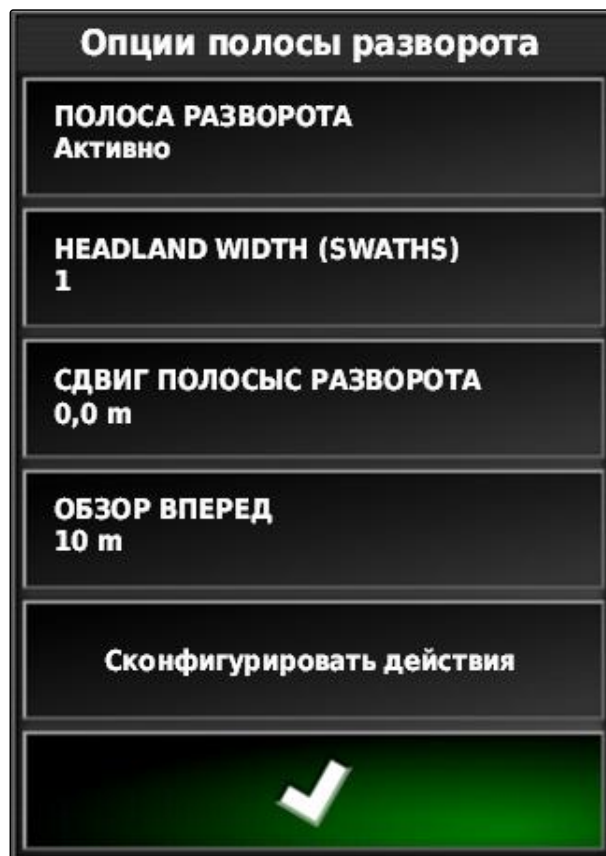 Опции полосы разворота
ПОЛОСА РАЗВОРОТА
Активно
HEADLAND WIDTH (SWATHS)
1
СДВИГ ПОЛОСЫС РАЗВОРОТА
0,0 m
ОБЗОР ВПЕРЕД
10 m
Сконфигурировать действия